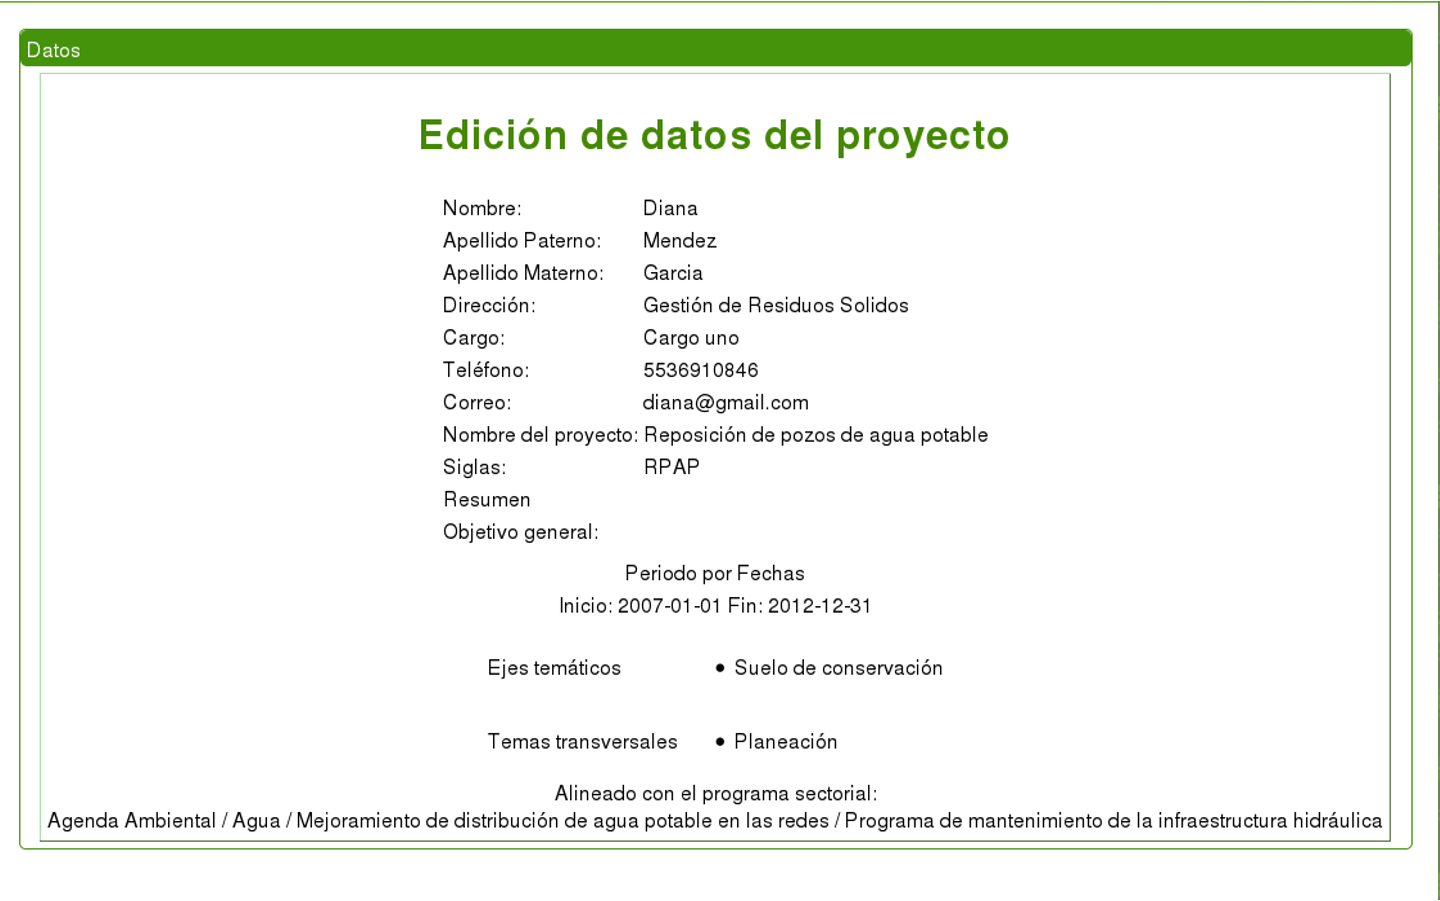 Datos
Edición de datos del proyecto
Nombre: Diana
Apellido Paterno: Mendez
Apellido Materno: Garcia
Dirección: Gestión de Residuos Solidos
Cargo: Cargo uno
Teléfono: 5536910846
Correo: diana@gmail.com
Nombre del proyecto: Reposición de pozos de agua potable
Siglas: RPAP
Resumen
Objetivo general:
Periodo por Fechas
Inicio: 2007-01-01 Fin: 2012-12-31
Ejes temáticos • Suelo de conservación
Temas transversales • Planeación
Alineado con el programa sectorial:
Agenda Ambiental / Agua / Mejoramiento de distribución de agua potable en las redes / Programa de mantenimiento de la infraestructura hidráulica